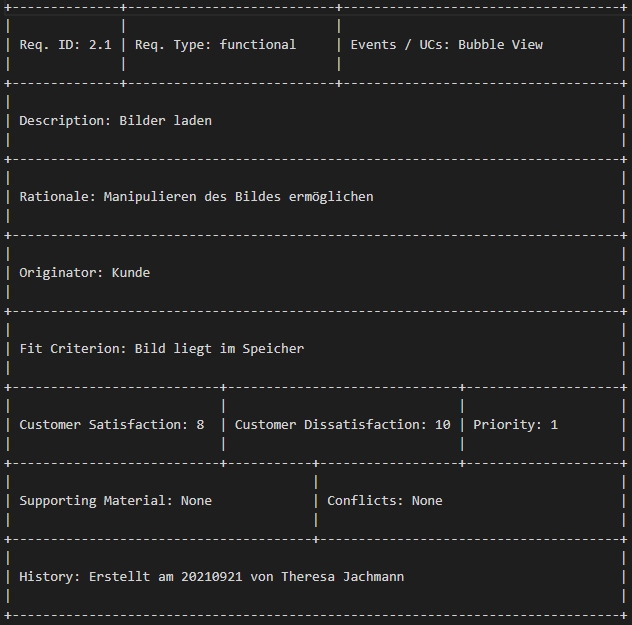 Req. ID: 2.1 | Req. Type: functional | Events / UCs: Bubble View
Description: Bilder laden
Rationale: Manipulieren des Bildes ermöglichen
Originator: Kunde
Fit Criterion: Bild liegt im Speicher
Customer Satisfaction: 8 | Customer Dissatisfaction: 10 | Priority: 1
Supporting Material: None | Conflicts: None
History: Erstellt am 20210921 von Theresa Jachmann